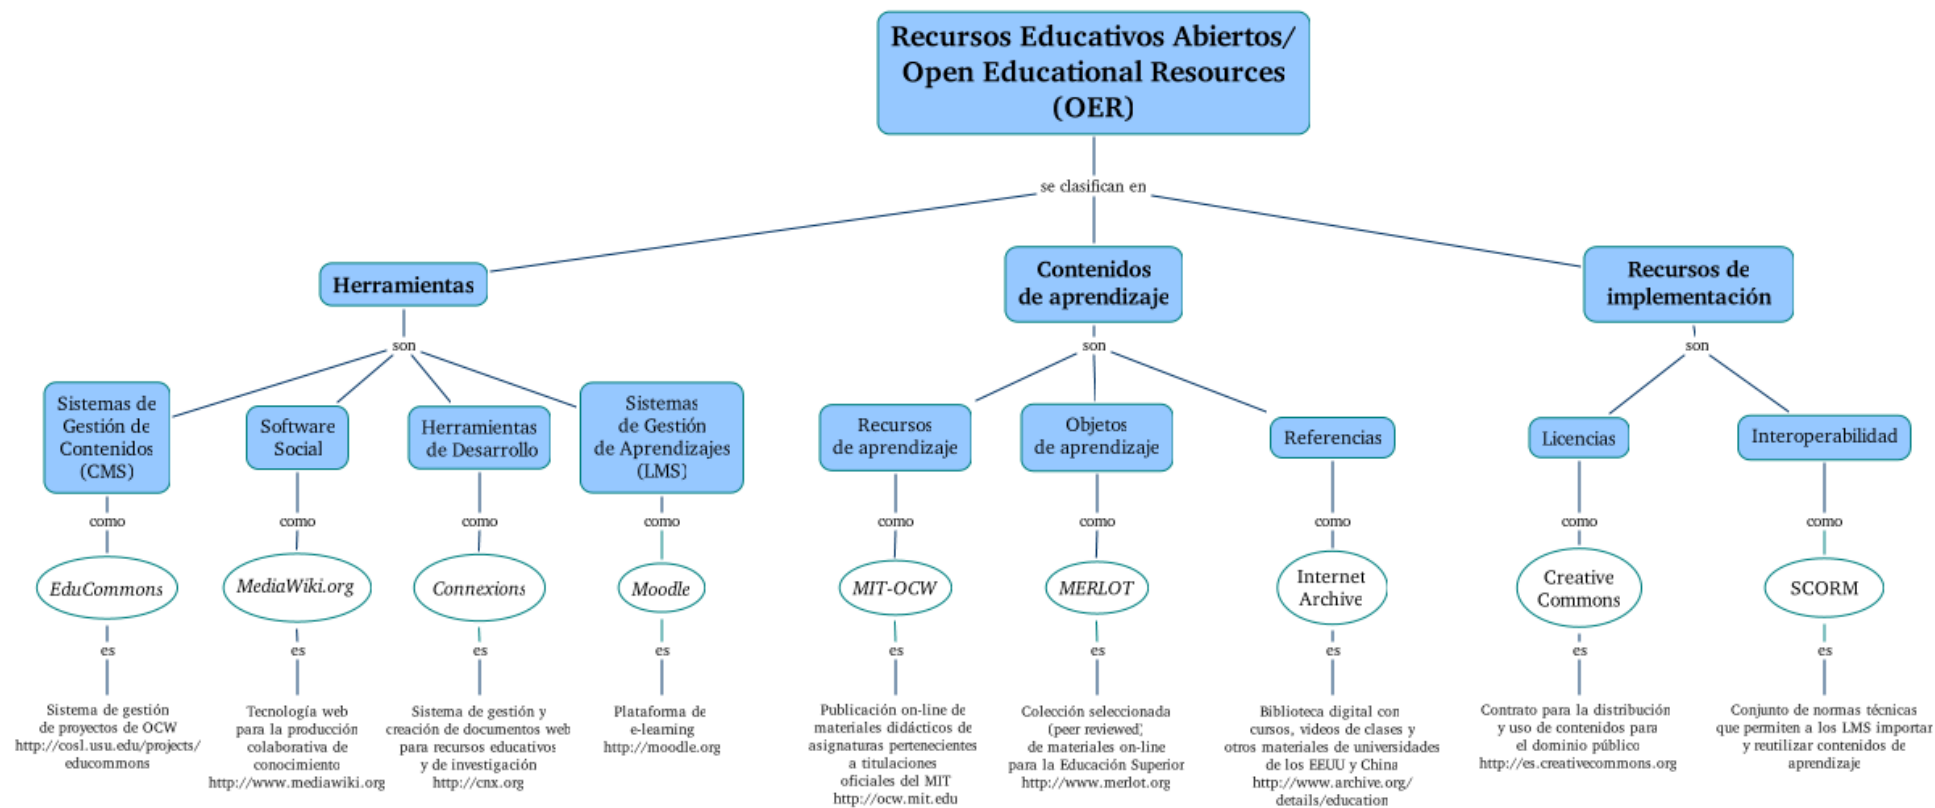 Recursos Educativos Abiertos/
Open Educational Resources
(OER)
se clasifican en
Herramientas
Contenidos
de aprendizaje
Recursos de
implementación
son
son
son
Sistemas de
Gestión de
Contenidos
(CMS)
Software
Social
Herramientas
de Desarrollo
Sistemas
de Gestión
de Aprendizajes
(LMS)
Recursos
de aprendizaje
Objetos
de aprendizaje
Referencias
Licencias
Interoperabilidad
como
como
como
como
como
como
como
como
como
EduCommons
MediaWiki.org
Connexions
Moodle
MIT-OCW
MERLOT
Internet
Archive
Creative
Commons
SCORM
es
es
es
es
es
es
es
es
es
Sistema de gestión
de proyectos de OCW
http://cosl.usu.edu/projects/
educommons
Tecnología web
para la producción
colaborativa de
conocimiento
http://www.mediawiki.org
Sistema de gestión y
creación de documentos web
para recursos educativos
y de investigación
http://cnx.org
Plataforma de
e-learning
http://moodle.org
Publicación on-line de
materiales didácticos de
asignaturas pertenecientes
a titulaciones
oficiales del MIT
http://ocw.mit.edu
Colección seleccionada
(peer reviewed)
de materiales on-line
para la Educación Superior
http://www.merlot.org
Biblioteca digital con
cursos, videos de clases y
otros materiales de universidades
de los EEUU y China
http://www.archive.org/
details/education
Contrato para la distribución
y uso de contenidos para
el dominio público
http://es.creativecommons.org
Conjunto de normas técnicas
que permiten a los LMS importar
y reutilizar contenidos de
aprendizaje